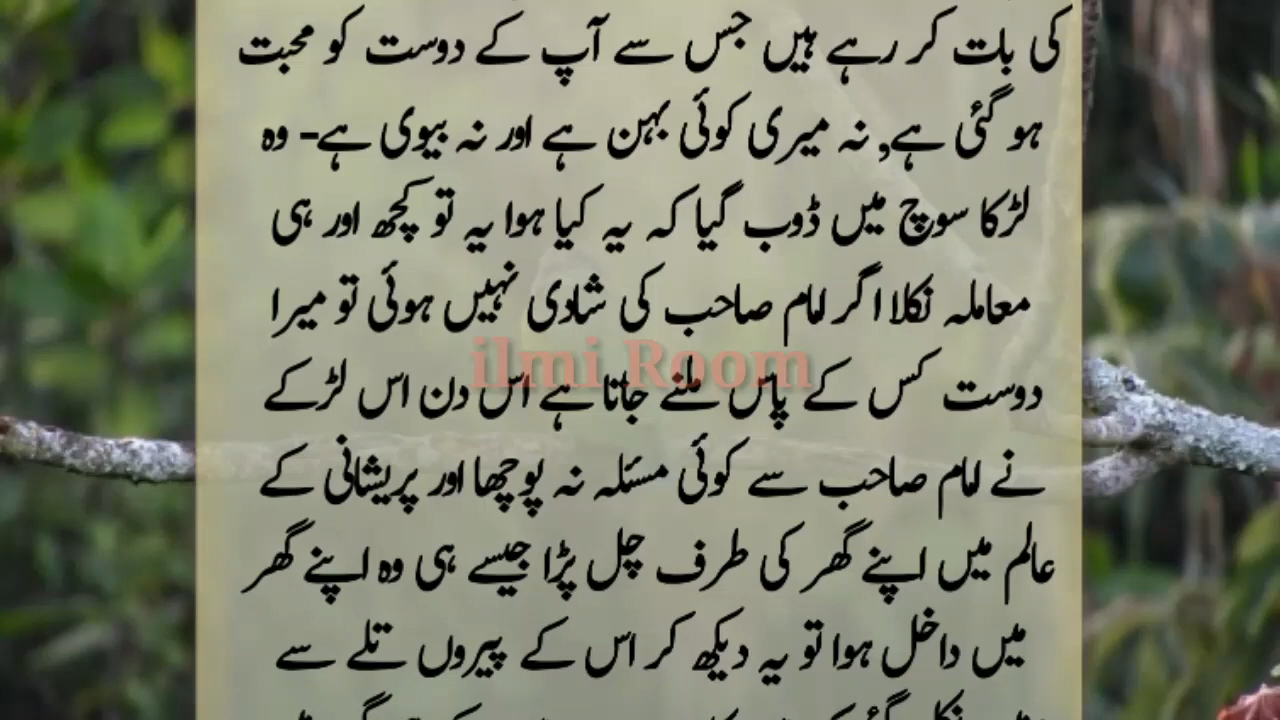 کی بات کر رہے ہیں جس سے آپ کے دوست کو محبت
ہو گئی ہے, نہ میری کوئی بہن ہے اور نہ بیوی ہے- وہ
لڑکا سوچ میں ڈوب گیا کہ یہ کیا ہوا یہ تو کچھ اور ہی
معاملہ نکلا اگر امام صاحب کی شادی نہیں ہوئی تو میرا
ilmi Room
دوست کس کے پاس ملنے جاتا ہے اس دن اس لڑکے
نے امام صاحب سے کوئی مسئلہ نہ پوچھا اور پریشانی کے
عالم میں اپنے گھر کی طرف چل پڑا جیسے ہی وہ اپنے گھر
میں داخل ہوا تو یہ دیکھ کر اس کے پیروں تلے سے